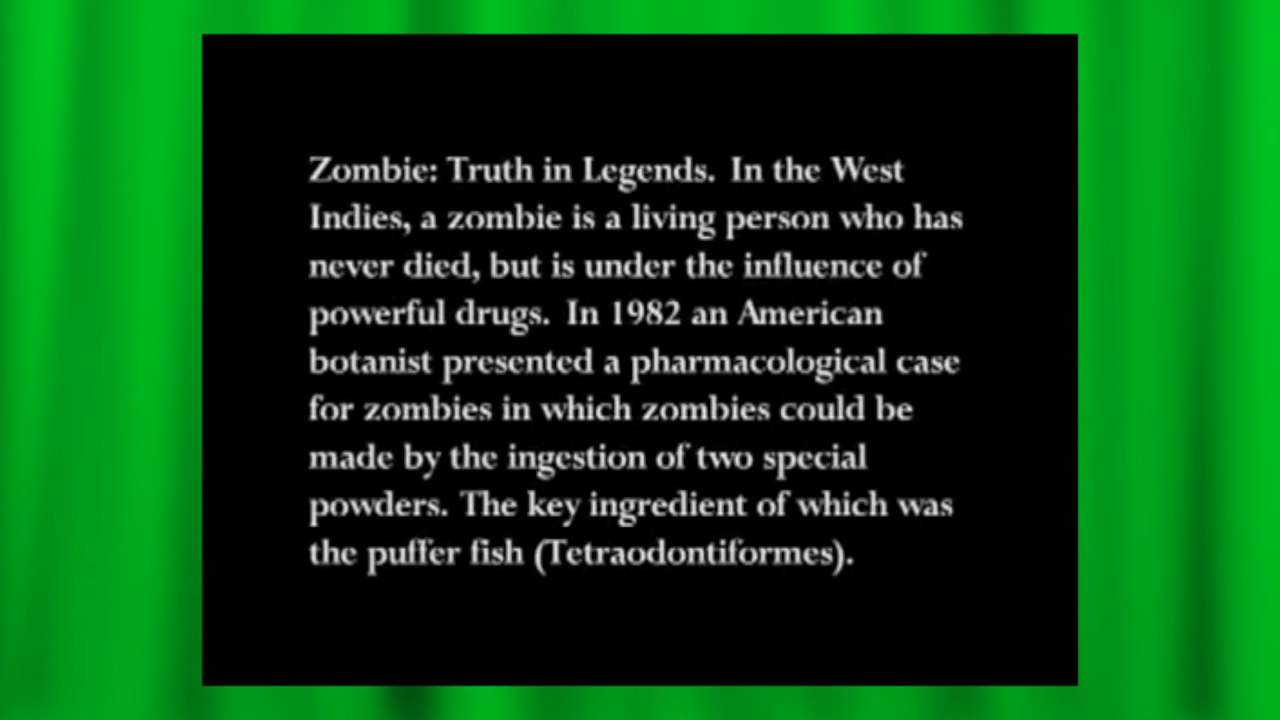 Zombie: Truth in Legends. In the West
Indies, a zombie is a living person who has
never died, but is under the influence of
powerful drugs. In 1982 an American
botanist presented a pharmacological case
for zombies in which zombies could be
made by the ingestion of two special
powders. The key ingredient of which was
the puffer fish (Tetraodontiformes).